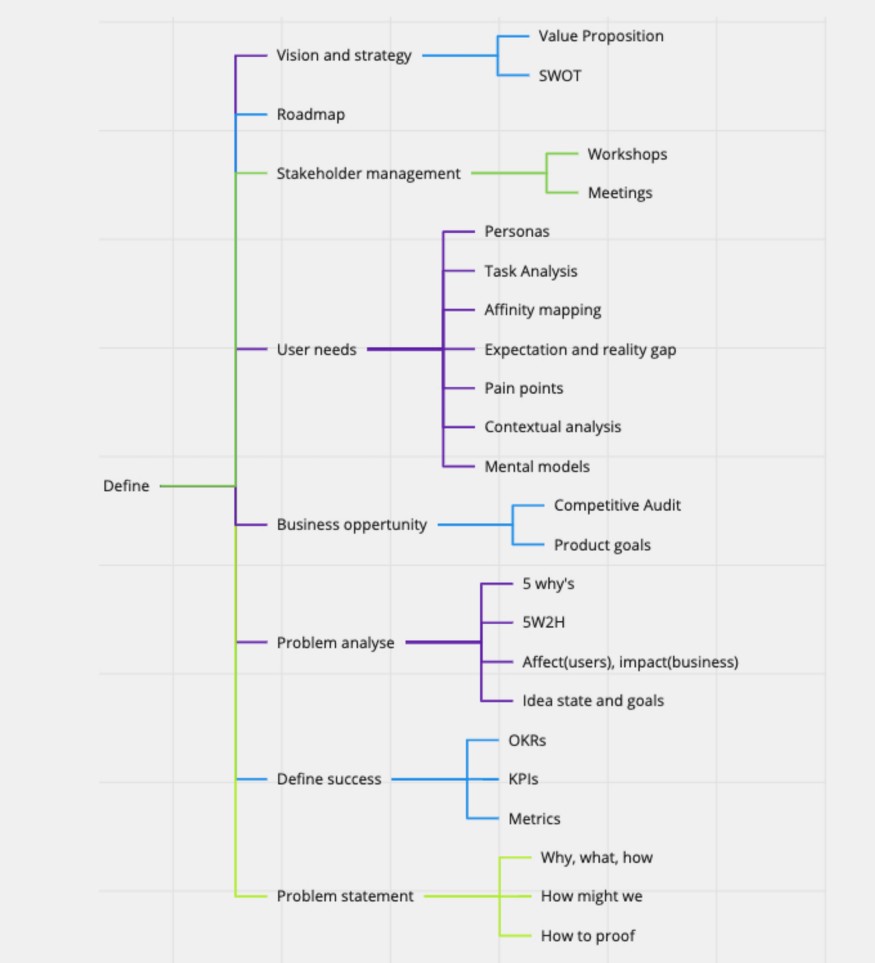 Define
Vision and strategy
Value Proposition
SWOT
Roadmap
Stakeholder management
Workshops
Meetings
User needs
Personas
Task Analysis
Affinity mapping
Expectation and reality gap
Pain points
Contextual analysis
Mental models
Business oppertunity
Competitive Audit
Product goals
Problem analyse
5 why's
5W2H
Affect(users), impact(business)
Idea state and goals
Define success
OKRs
KPIs
Metrics
Problem statement
Why, what, how
How might we
How to proof